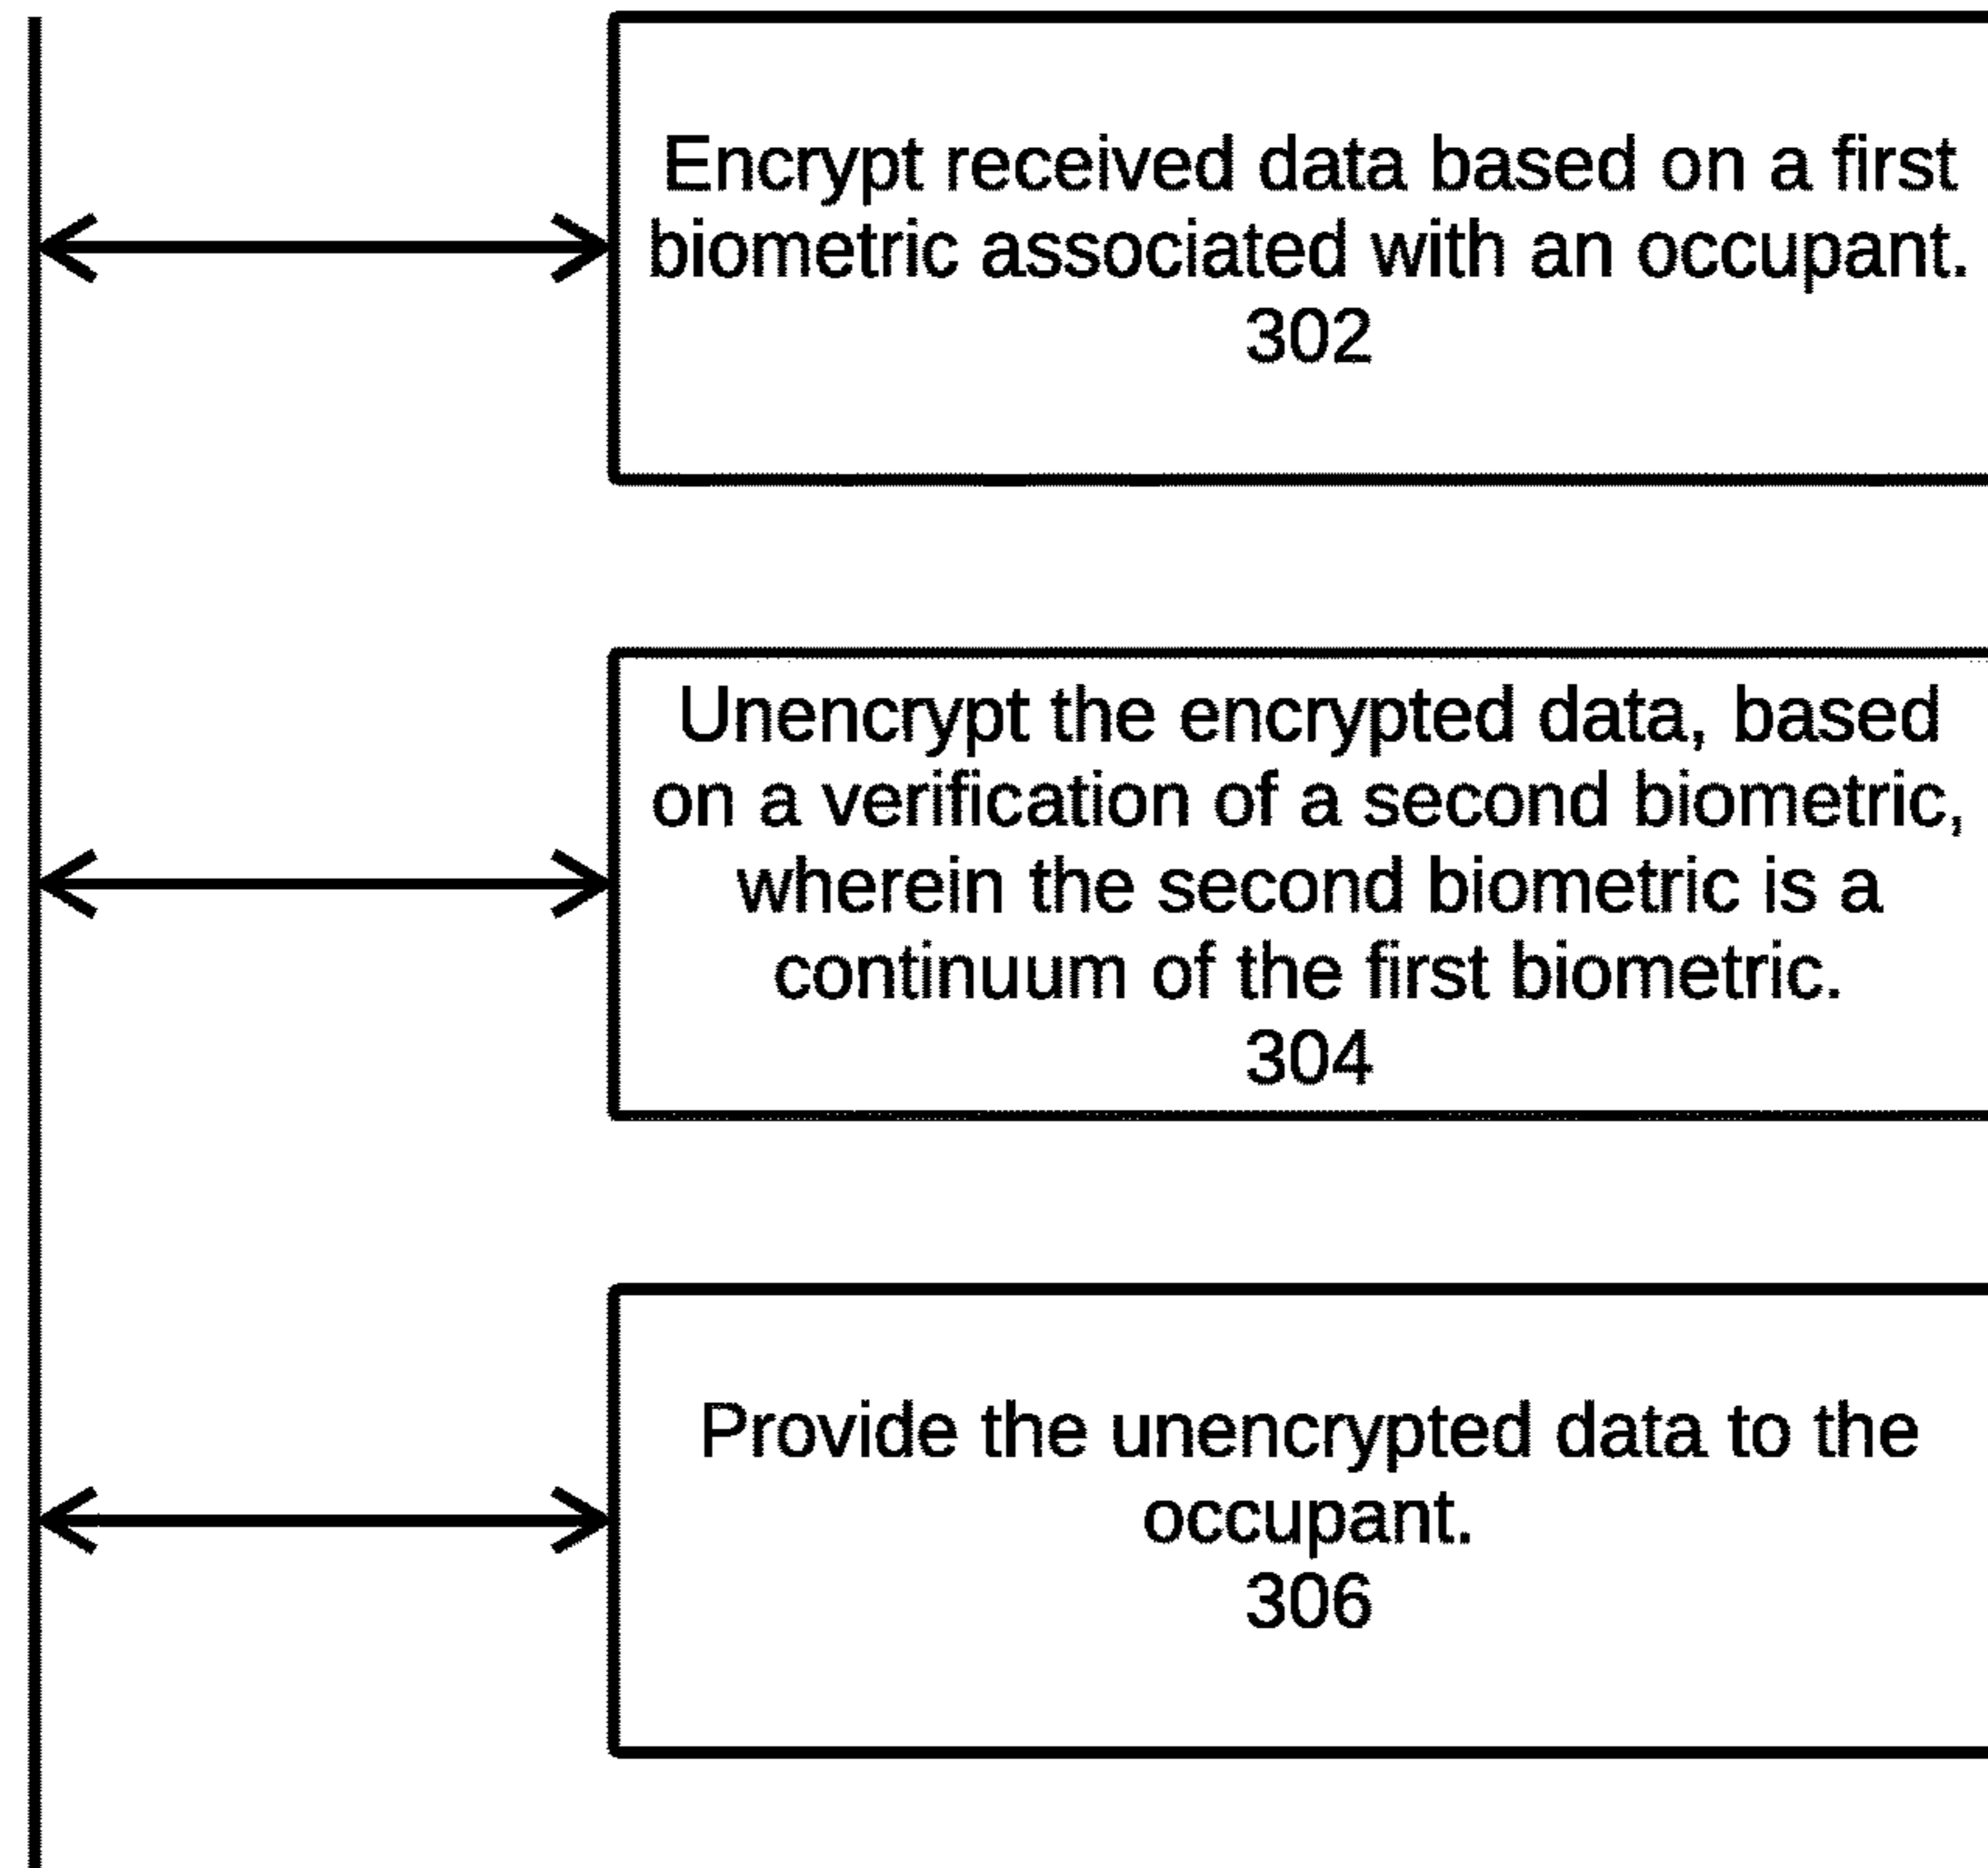 Encrypt received data based on a first
biometric associated with an occupant.
302
Unencrypt the encrypted data, based
on a verification of a second biometric,
wherein the second biometric is a
continuum of the first biometric.
304
Provide the unencrypted data to the
occupant.
306